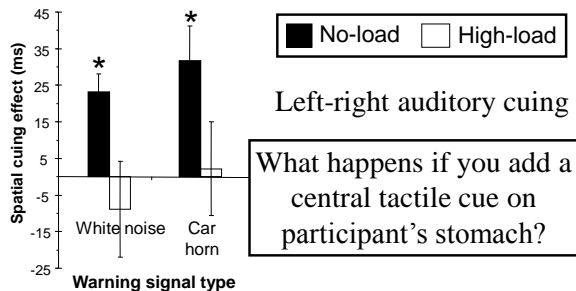 Spatial cuing effect (ms)
45
35
25
15
5
-5
-15
-25
*
*
White noise
Car
horn
Warning signal type
No-load High-load
Left-right auditory cuing
What happens if you add a
central tactile cue on
participant's stomach?